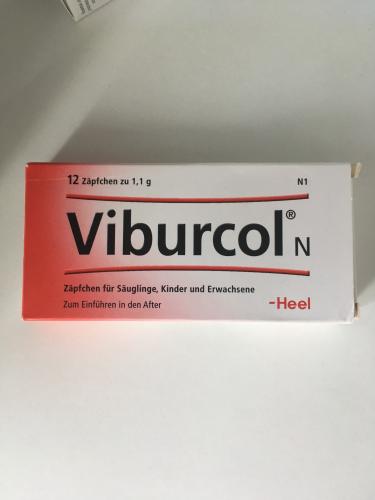 12 Zäpfchen zu 1,1 g
N1
Viburcol® N
Zäpfchen für Säuglinge, Kinder und Erwachsene
Zum Einführen in den After
-Heel